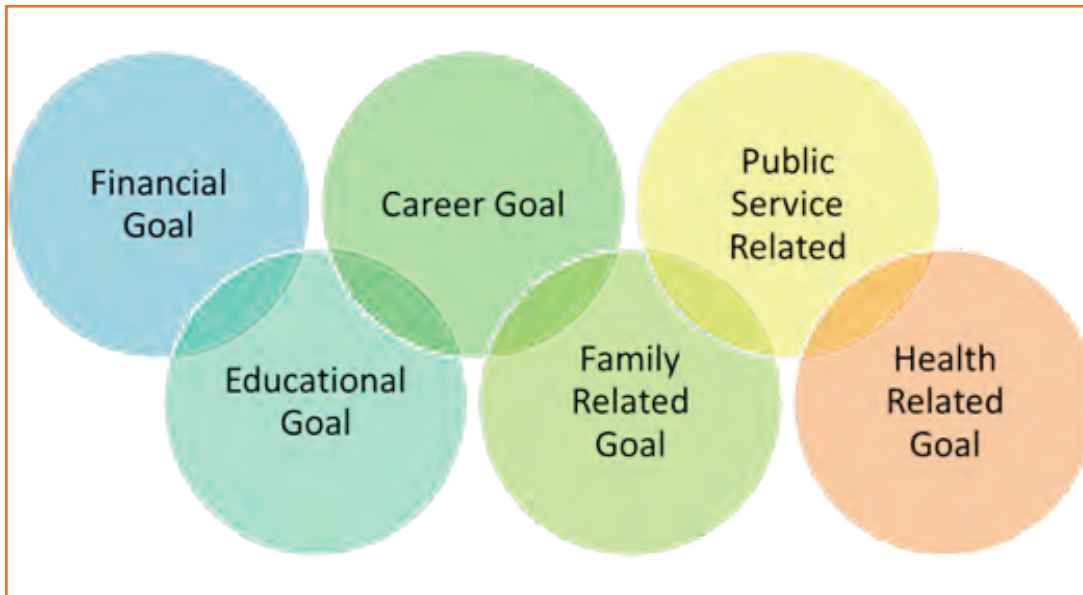 Financial
Goal
Career Goal
Public
Service
Related
Educational
Goal
Family
Related
Goal
Health
Related
Goal